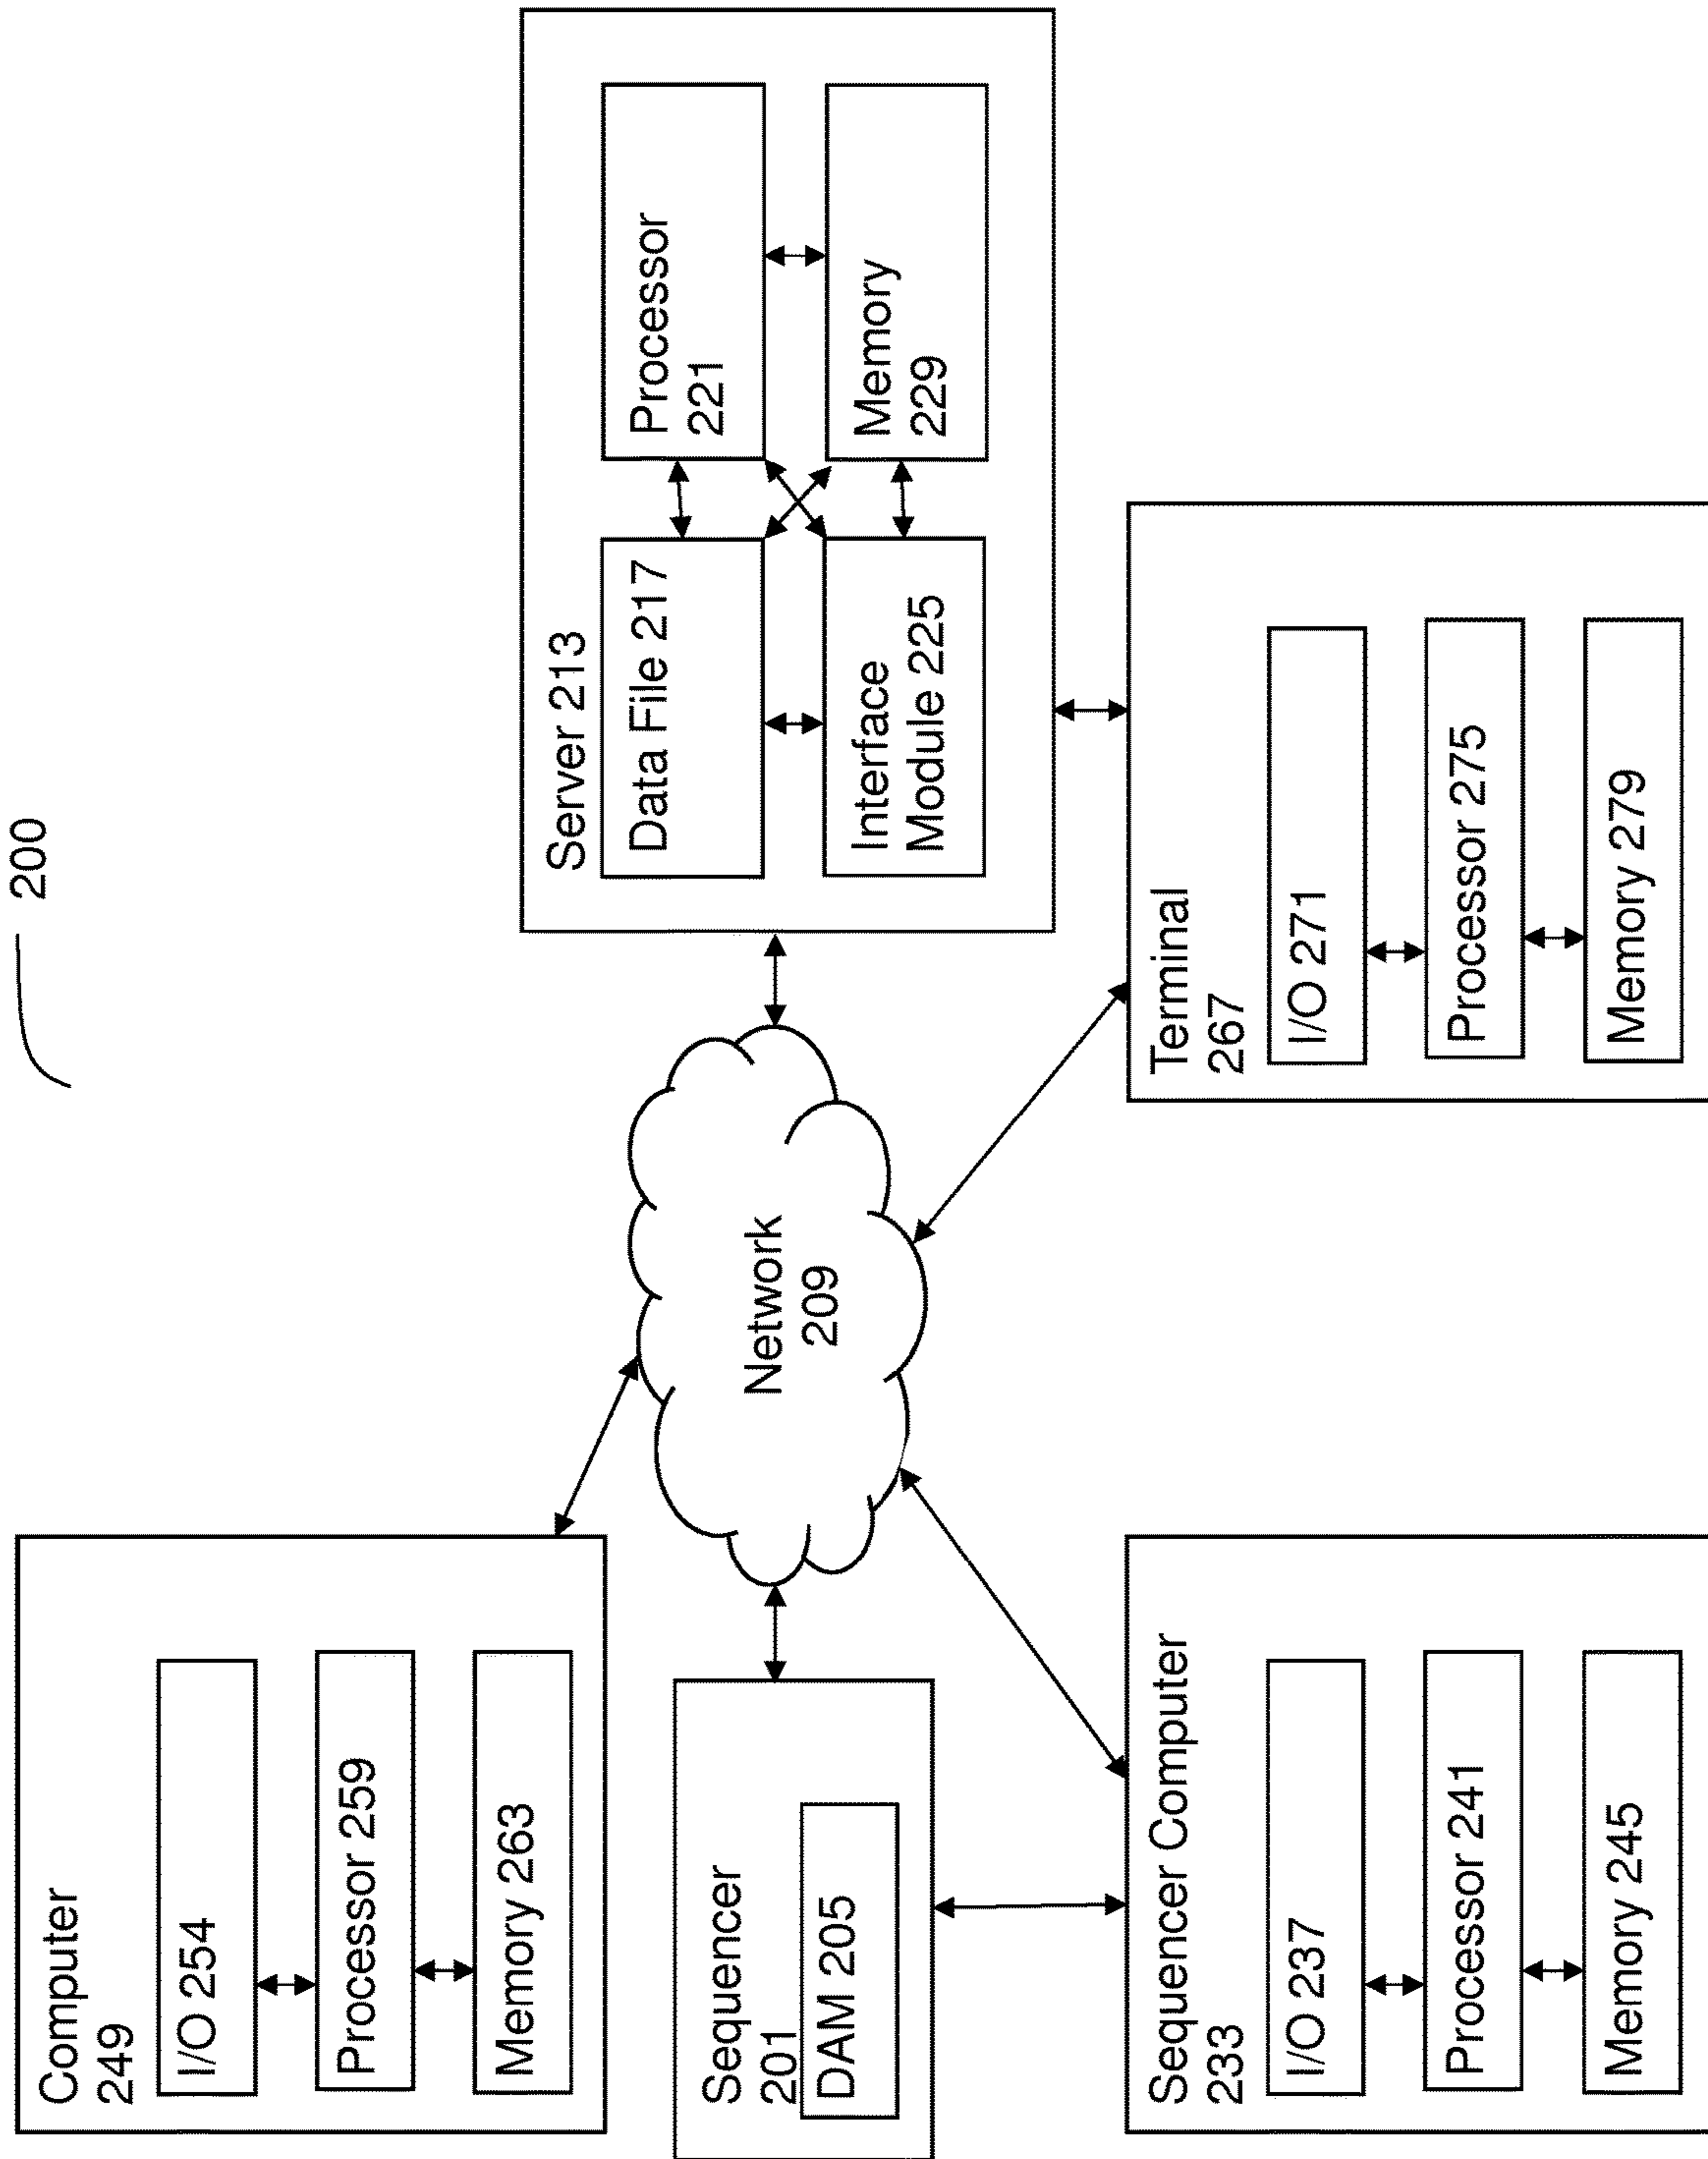 200
Computer
249
I/O 254
Processor 259
Memory 263
Sequencer
201
DAM 205
Sequencer Computer
233
I/O 237
Processor 241
Memory 245
Network
209
Server 213
Data File 217
Processor
221
Interface
Module 225
Memory
229
Terminal
267
I/O 271
Processor 275
Memory 279